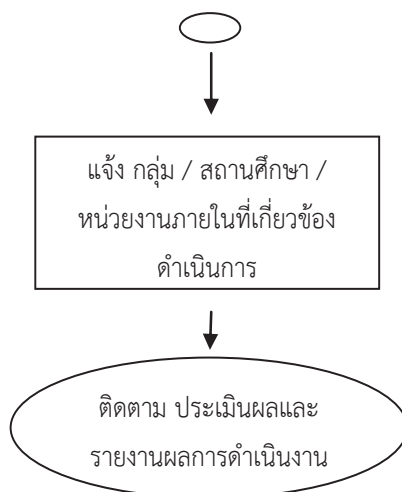 แจ้ง กลุ่ม / สถานศึกษา /
หน่วยงานภายในที่เกี่ยวข้อง
ดำเนินการ
ติดตาม ประเมินผลและ
รายงานผลการดำเนินงาน